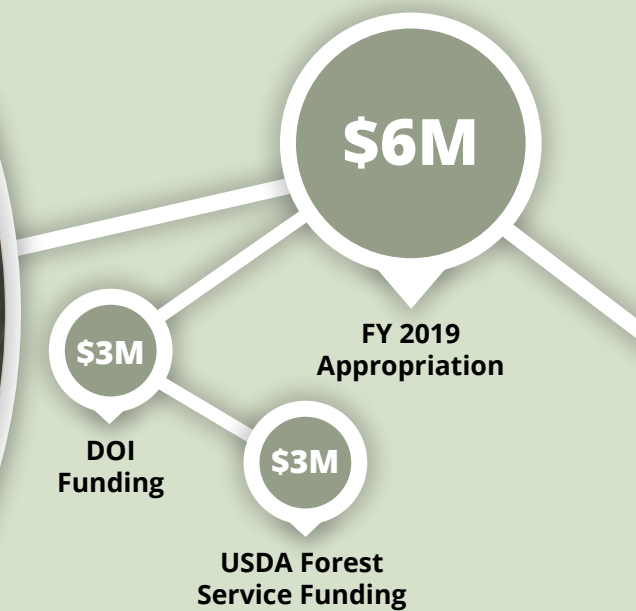 $6M
FY 2019
Appropriation
$3M
DOI
Funding
$3M
USDA Forest
Service Funding